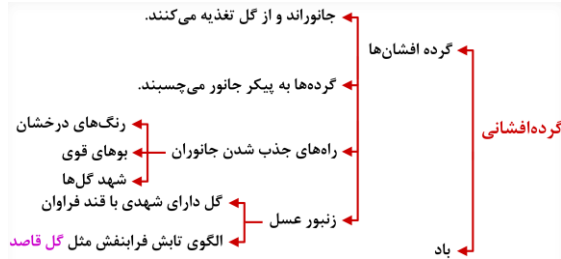 گرده‌افشانی
گرده افشان‌ها
جانوراند و از گل تغذیه می‌کنند.
گرده‌ها به پیکر جانور می‌چسبند.
راه‌های جذب شدن جانوران
رنگ‌های درخشان
بوهای قوی
شهد گل‌ها
زنبور عسل
گل دارای شهدی با قند فراوان
الگوی تابش فرابنفش مثل گل قاصد
باد